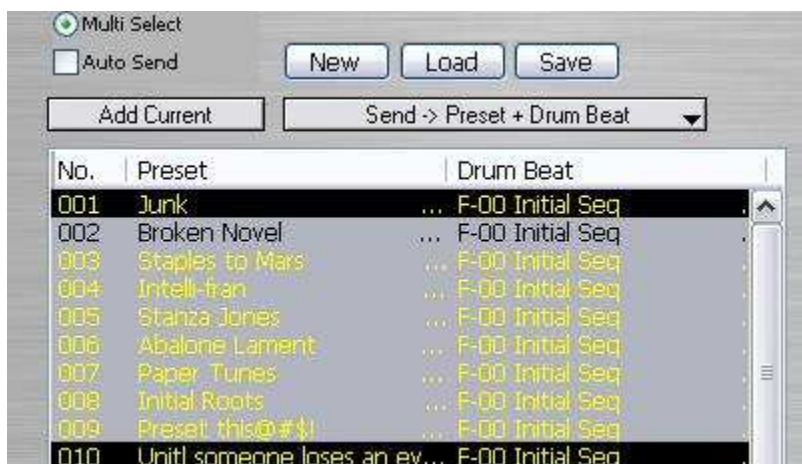 Multi Select
Auto Send New Load Save
Add Current Send -> Preset + Drum Beat
No. Preset Drum Beat
001 Junk ... F-00 Initial Seq .
002 Broken Novel ... F-00 Initial Seq .
003 Staples to Mars ... F-00 Initial Seq .
004 Intelli-fran ... F-00 Initial Seq .
005 Stanza Jones ... F-00 Initial Seq .
006 Abalone Lament ... F-00 Initial Seq .
007 Paper Tunes ... F-00 Initial Seq .
008 Initial Roots ... F-00 Initial Seq .
009 Preset this@#$! ... F-00 Initial Seq .
010 Unitl someone loses an ey... F-00 Initial Seq .